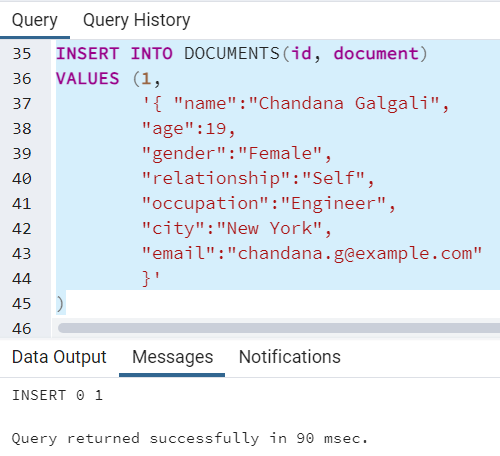 Query Query History
35 INSERT INTO DOCUMENTS(id, document)
36 VALUES (1,
37 '{ "name":"Chandana Galgali",
38 "age":19,
39 "gender":"Female",
40 "relationship":"Self",
41 "occupation":"Engineer",
42 "city":"New York",
43 "email":"chandana.g@example.com"
44 }'
45 )
46
Data Output Messages Notifications
INSERT 0 1
Query returned successfully in 90 msec.